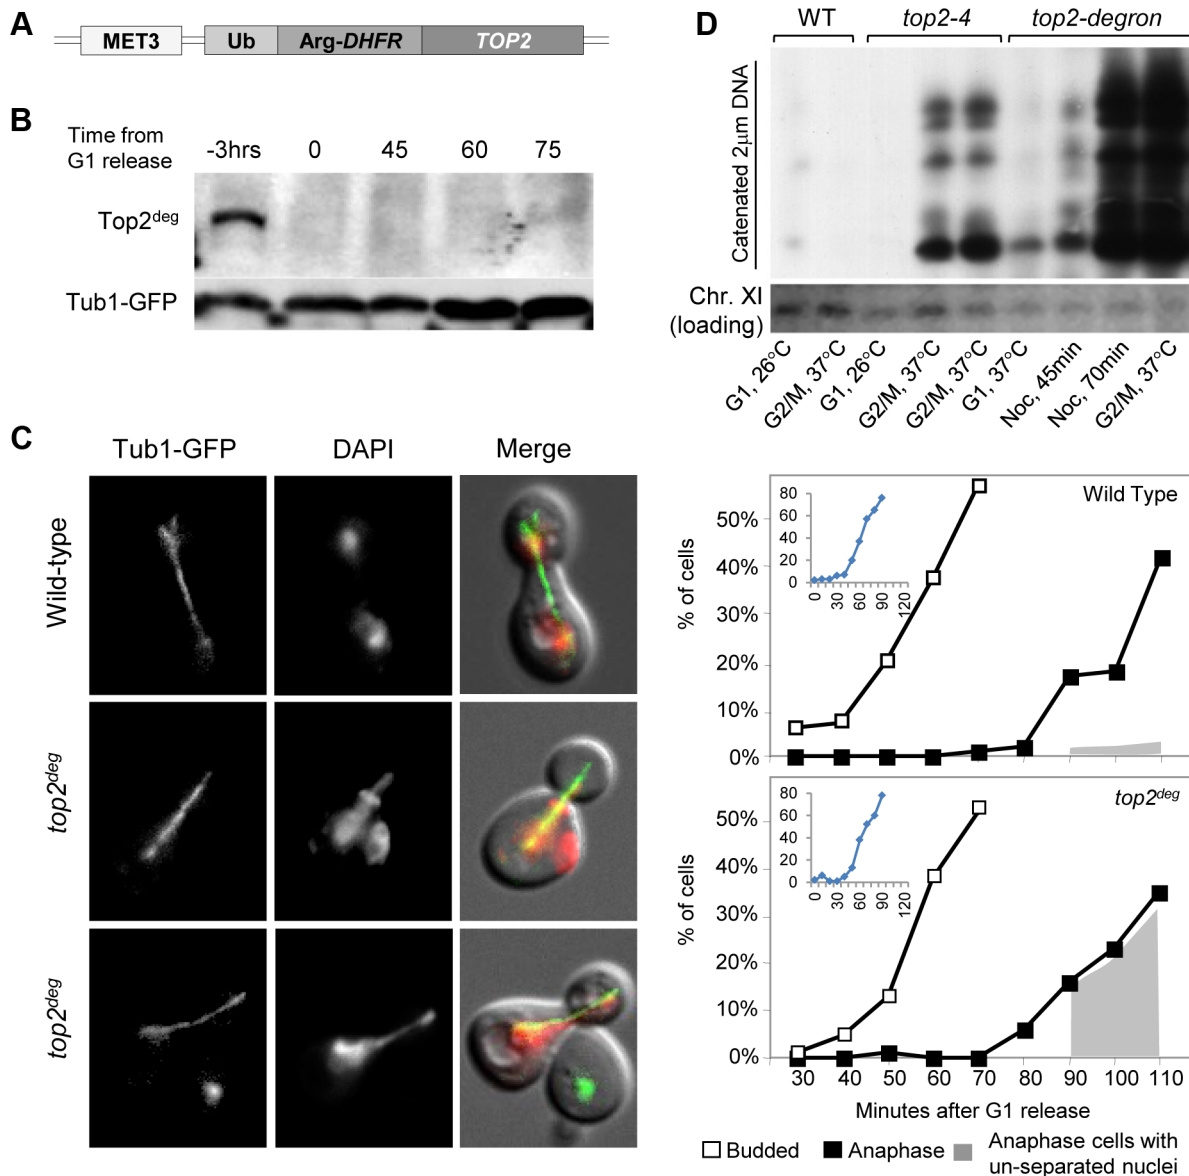 A
MET3 Ub Arg-DHFR TOP2
B
Time from
G1 release
-3hrs 0 45 60 75
Top2deg
Tub1-GFP
C
Tub1-GFP DAPI Merge
Wild-type
top2deg
top2deg
D
WT top2-4 top2-degron
Catenated 2μm DNA
Chr. XI
(loading)
G1, 26°C
G2/M, 37°C
G1, 26°C
G2/M, 37°C
G2/M, 37°C
G1, 37°C
Noc, 45min
Noc, 70min
G2/M, 37°C
Wild Type
% of cells
50%
40%
30%
20%
10%
0%
80
60
40
20
0
0 30 60 90 120
top2deg
% of cells
50%
40%
30%
20%
10%
0%
80
60
40
20
0
0 30 60 90 120
30 40 50 60 70 80 90 100 110
Minutes after G1 release
Budded Anaphase Anaphase cells with
un-separated nuclei